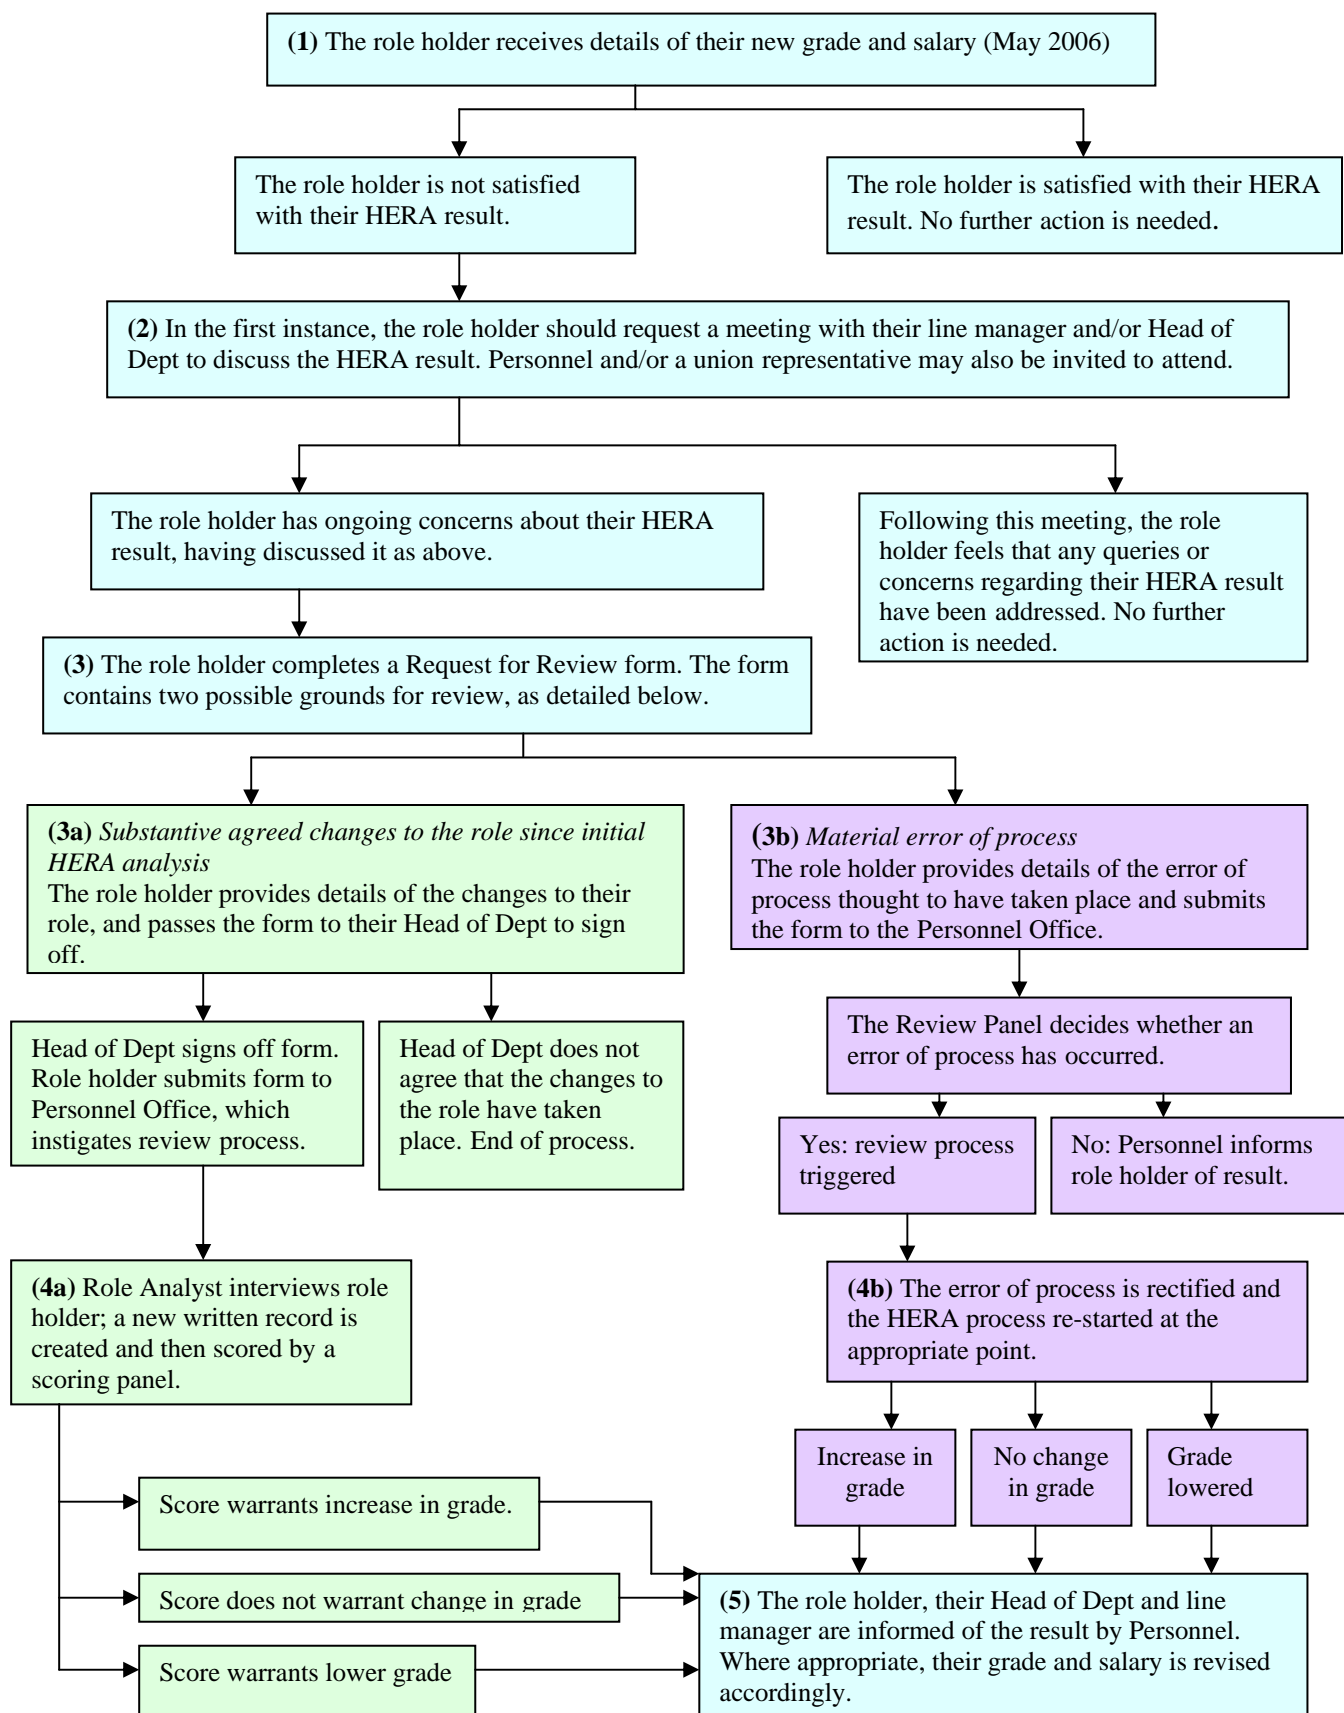 (1) The role holder receives details of their new grade and salary (May 2006)
The role holder is not satisfied
with their HERA result.
The role holder is satisfied with their HERA
result. No further action is needed.
(2) In the first instance, the role holder should request a meeting with their line manager and/or Head of
Dept to discuss the HERA result. Personnel and/or a union representative may also be invited to attend.
The role holder has ongoing concerns about their HERA
result, having discussed it as above.
Following this meeting, the role
holder feels that any queries or
concerns regarding their HERA result
have been addressed. No further
action is needed.
(3) The role holder completes a Request for Review form. The form
contains two possible grounds for review, as detailed below.
(3a) Substantive agreed changes to the role since initial
HERA analysis
The role holder provides details of the changes to their
role, and passes the form to their Head of Dept to sign
off.
(3b) Material error of process
The role holder provides details of the error of
process thought to have taken place and submits
the form to the Personnel Office.
Head of Dept signs off form.
Role holder submits form to
Personnel Office, which
instigates review process.
Head of Dept does not
agree that the changes to
the role have taken
place. End of process.
The Review Panel decides whether an
error of process has occurred.
Yes: review process
triggered
No: Personnel informs
role holder of result.
(4a) Role Analyst interviews role
holder; a new written record is
created and then scored by a
scoring panel.
(4b) The error of process is rectified and
the HERA process re-started at the
appropriate point.
Increase in
grade
No change
in grade
Grade
lowered
Score warrants increase in grade.
Score does not warrant change in grade
Score warrants lower grade
(5) The role holder, their Head of Dept and line
manager are informed of the result by Personnel.
Where appropriate, their grade and salary is revised
accordingly.